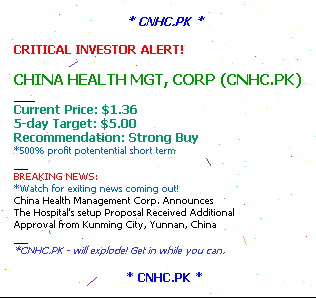 * CNHC.PK *
CRITICAL INVESTOR ALERT!
CHINA HEALTH MGT, CORP (CNHC.PK)
Current Price: $1.36
5-day Target: $5.00
Recommendation: Strong Buy
*500% profit potentential short term
BREAKING NEWS:
*Watch for exiting news coming out!
China Health Management Corp. Announces
The Hospital's setup Proposal Received Additional
Approval from Kunming City, Yunnan, China
*CNHC.PK - will explode! Get in while you can,
* CNHC.PK *